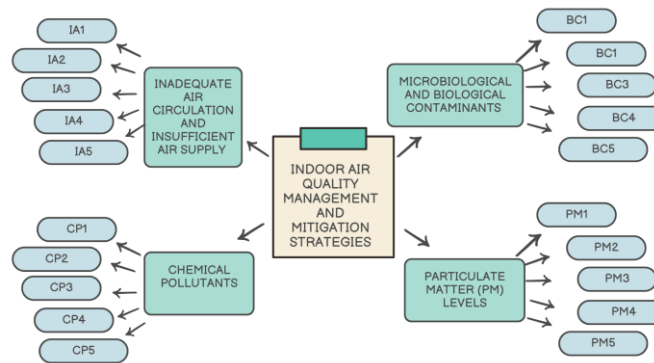 IA1
IA2
IA3
IA4
IA5
INADEQUATE
AIR
CIRCULATION
AND
INSUFFICIENT
AIR SUPPLY
BC1
BC1
BC3
BC4
BC5
MICROBIOLOGICAL
AND BIOLOGICAL
CONTAMINANTS
INDOOR AIR
QUALITY
MANAGEMENT
AND
MITIGATION
STRATEGIES
CP1
CP2
CP3
CP4
CP5
CHEMICAL
POLLUTANTS
PARTICULATE
MATTER (PM)
LEVELS
PM1
PM2
PM3
PM4
PM5